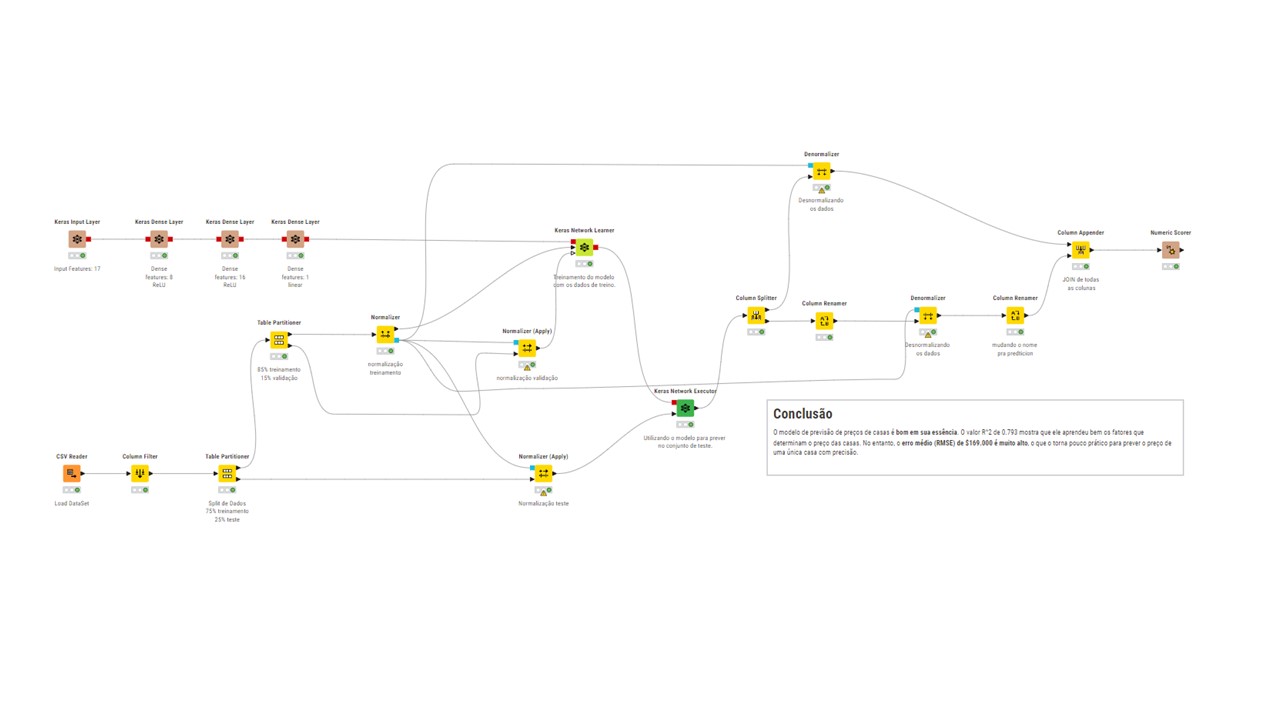 Denormalizer
Desnormalizando
os dados
Keras Input Layer
Keras Dense Layer
Keras Dense Layer
Keras Dense Layer
Input Features: 17
Dense
features: 8
ReLU
Dense
features: 16
ReLU
Dense
features: 1
linear
Keras Network Learner
Treinamento do modelo
com os dados de treino.
Column Appender
JOIN de todas
as colunas
Numeric Scorer
Table Partitioner
85% treinamento
15% validação
Normalizer
normalização
treinamento
Normalizer (Apply)
normalização validação
Column Splitter
Column Renamer
Denormalizer
Desnormalizando
os dados
Column Renamer
mudando o nome
pra prediction
Keras Network Executor
Utilizando o modelo para prever
no conjunto de teste.
CSV Reader
Load DataSet
Column Filter
Table Partitioner
Split de Dados
75% treinamento
25% teste
Normalizer (Apply)
Normalização teste
Conclusão
O modelo de previsão de preços de casas é bom em sua essência. O valor R^2 de 0.793 mostra que ele aprendeu bem os fatores que
determinam o preço das casas. No entanto, o erro médio (RMSE) de $169.000 é muito alto, o que o torna pouco prático para prever o preço de
uma única casa com precisão.